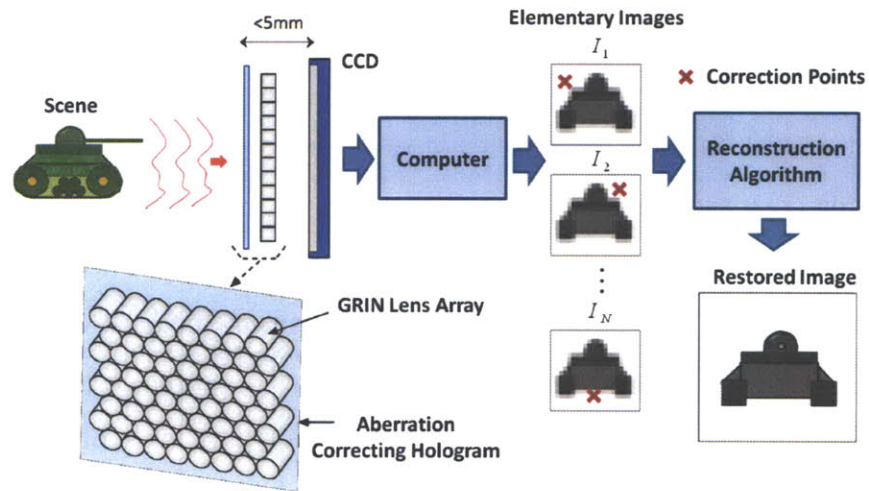 <5mm
CCD
Scene
Computer
Elementary Images
I1
I2
IN
Correction Points
Reconstruction
Algorithm
Restored Image
GRIN Lens Array
Aberration
Correcting Hologram